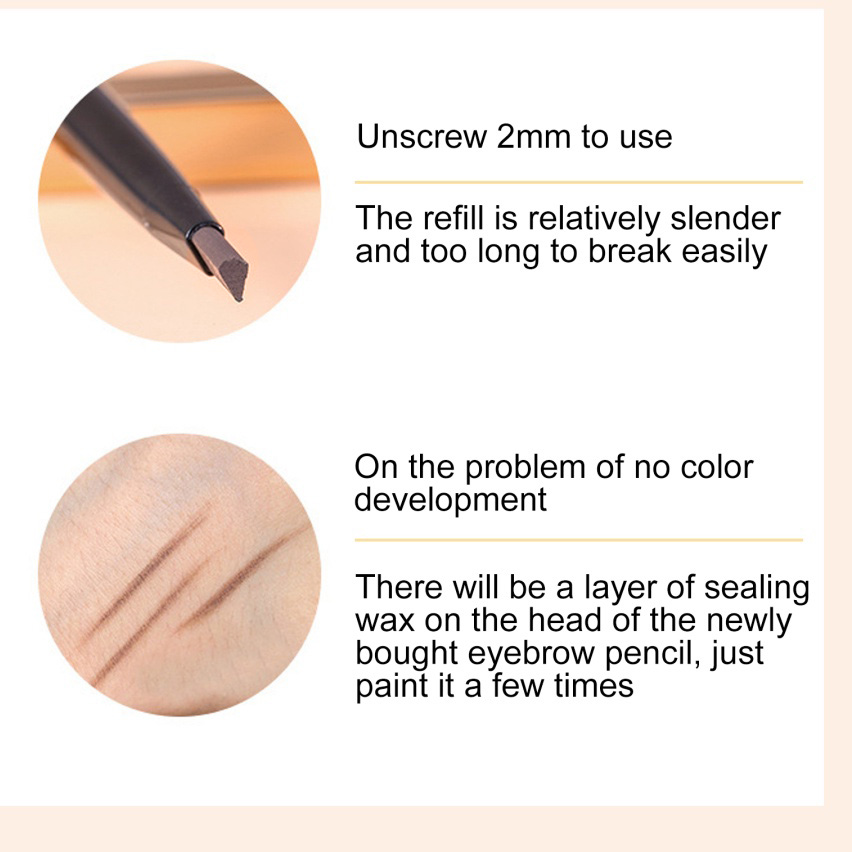 Unscrew 2mm to use
The refill is relatively slender
and too long to break easily
On the problem of no color
development
There will be a layer of sealing
wax on the head of the newly
bought eyebrow pencil, just
paint it a few times